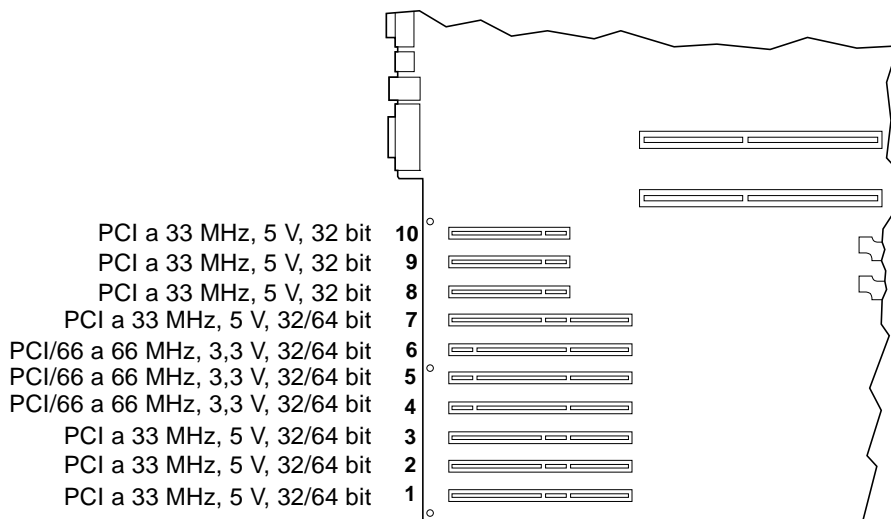 PCI a 33 MHz, 5 V, 32 bit 10
PCI a 33 MHz, 5 V, 32 bit 9
PCI a 33 MHz, 5 V, 32 bit 8
PCI a 33 MHz, 5 V, 32/64 bit 7
PCI/66 a 66 MHz, 3,3 V, 32/64 bit 6
PCI/66 a 66 MHz, 3,3 V, 32/64 bit 5
PCI/66 a 66 MHz, 3,3 V, 32/64 bit 4
PCI a 33 MHz, 5 V, 32/64 bit 3
PCI a 33 MHz, 5 V, 32/64 bit 2
PCI a 33 MHz, 5 V, 32/64 bit 1